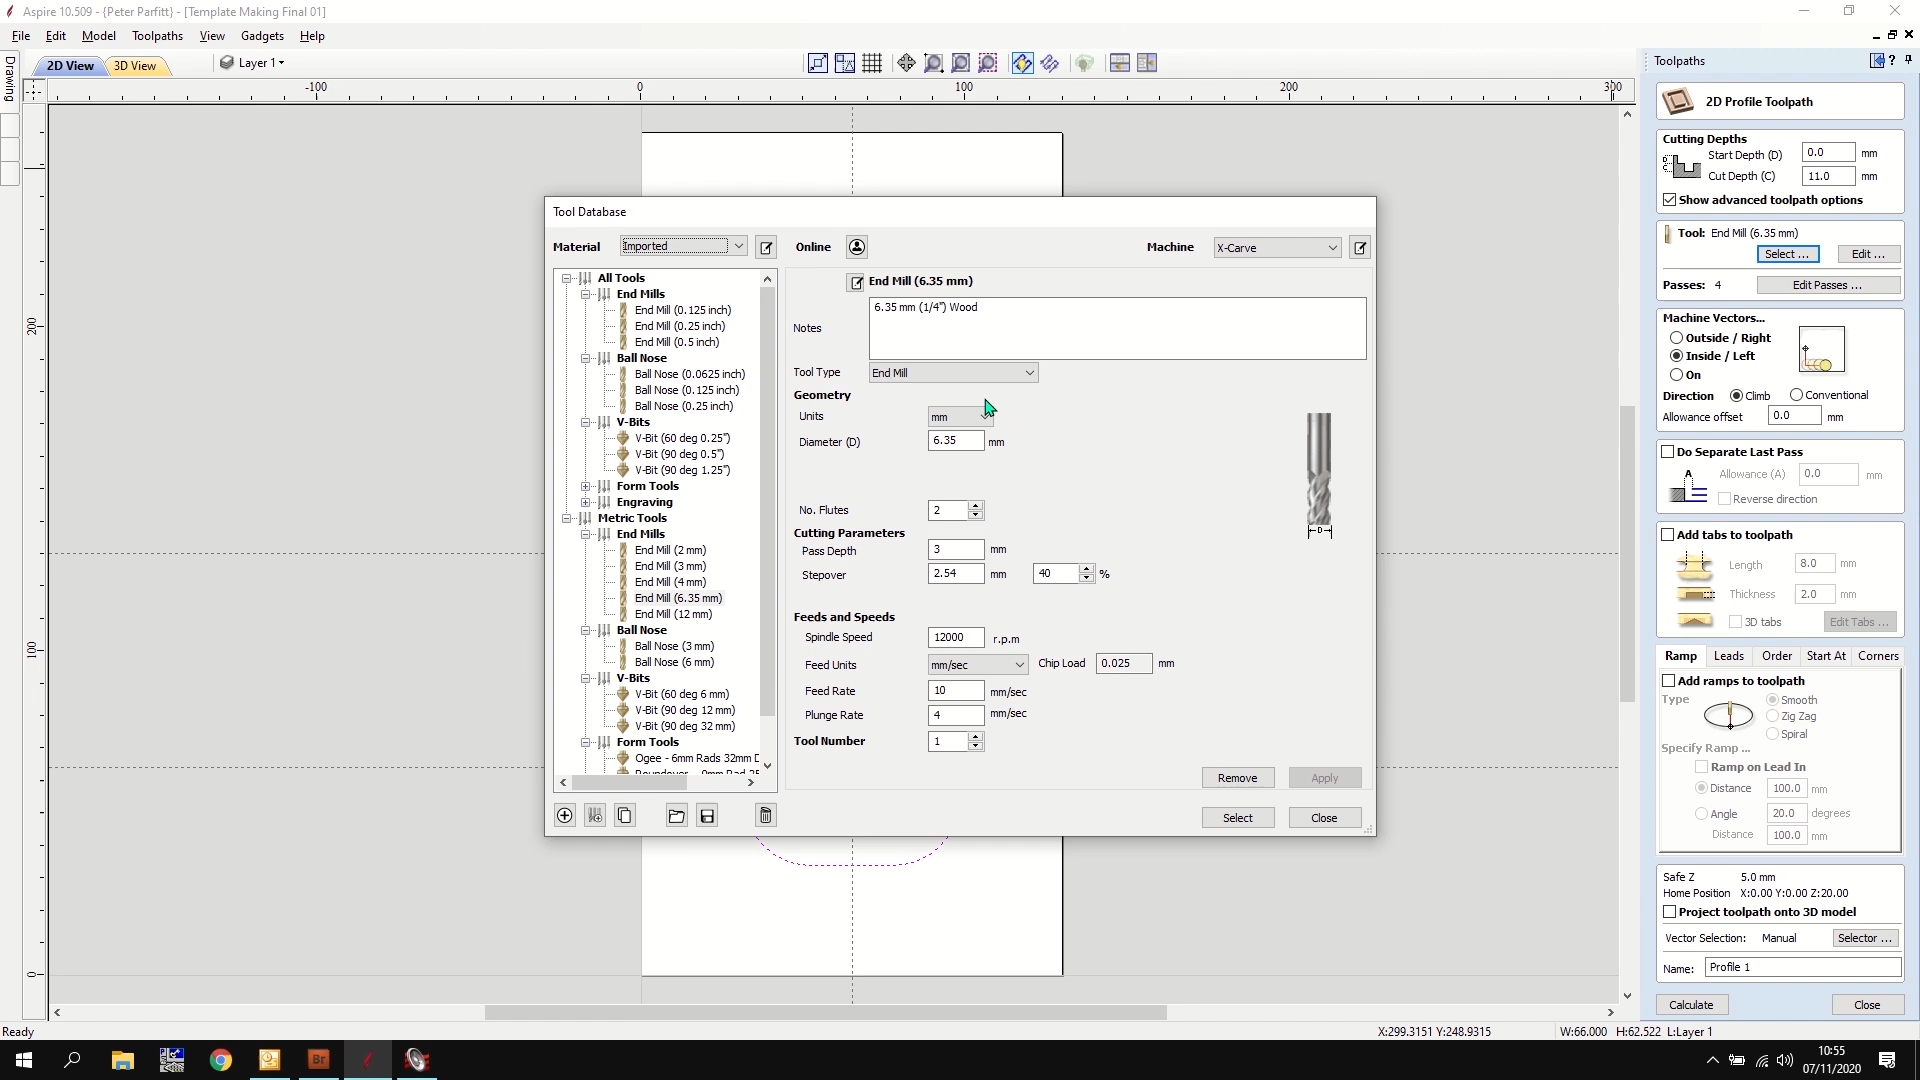 Aspire 10.509 - {Peter Parfitt} - [Template Making Final 01]
File Edit Model Toolpaths View Gadgets Help
2D View 3D View Layer 1
Drawing
-100 0 100 200 300
200
100
0
Tool Database
Material Imported Online Machine X-Carve
All Tools
End Mills
End Mill (0.125 inch)
End Mill (0.25 inch)
End Mill (0.5 inch)
Ball Nose
Ball Nose (0.0625 inch)
Ball Nose (0.125 inch)
Ball Nose (0.25 inch)
V-Bits
V-Bit (60 deg 0.25")
V-Bit (90 deg 0.5")
V-Bit (90 deg 1.25")
Form Tools
Engraving
Metric Tools
End Mills
End Mill (2 mm)
End Mill (3 mm)
End Mill (4 mm)
End Mill (6.35 mm)
End Mill (12 mm)
Ball Nose
Ball Nose (3 mm)
Ball Nose (6 mm)
V-Bits
V-Bit (60 deg 6 mm)
V-Bit (90 deg 12 mm)
V-Bit (90 deg 32 mm)
Form Tools
Ogee - 6mm Rads 32mm D
End Mill (6.35 mm)
Notes 6.35 mm (1/4") Wood
Tool Type End Mill
Geometry
Units mm
Diameter (D) 6.35 mm
No. Flutes 2
D
Cutting Parameters
Pass Depth 3 mm
Stepover 2.54 mm 40 %
Feeds and Speeds
Spindle Speed 12000 r.p.m
Feed Units mm/sec Chip Load 0.025 mm
Feed Rate 10 mm/sec
Plunge Rate 4 mm/sec
Tool Number 1
Remove Apply
Select Close
Toolpaths
2D Profile Toolpath
Cutting Depths
Start Depth (D) 0.0 mm
Cut Depth (C) 11.0 mm
Show advanced toolpath options
Tool: End Mill (6.35 mm)
Select ... Edit ...
Passes: 4 Edit Passes ...
Machine Vectors...
Outside / Right
Inside / Left
On
Direction Climb Conventional
Allowance offset 0.0 mm
Do Separate Last Pass
A Allowance (A) 0.0 mm
Reverse direction
Add tabs to toolpath
Length 8.0 mm
Thickness 2.0 mm
3D tabs Edit Tabs ...
Ramp Leads Order Start At Corners
Add ramps to toolpath
Type Smooth
Zig Zag
Spiral
Specify Ramp ...
Ramp on Lead In
Distance 100.0 mm
Angle 20.0 degrees
Distance 100.0 mm
Safe Z 5.0 mm
Home Position X:0.00 Y:0.00 Z:20.00
Project toolpath onto 3D model
Vector Selection: Manual Selector ...
Name: Profile 1
Calculate Close
Ready X:299.3151 Y:248.9315 W:66.000 H:62.522 L:Layer 1
Br
10:55
07/11/2020